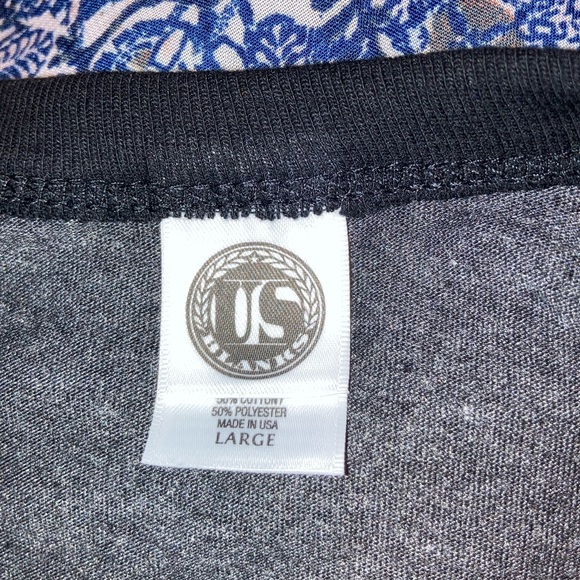 US
BLANKS
50% COTTON/
50% POLYESTER
MADE IN USA
LARGE